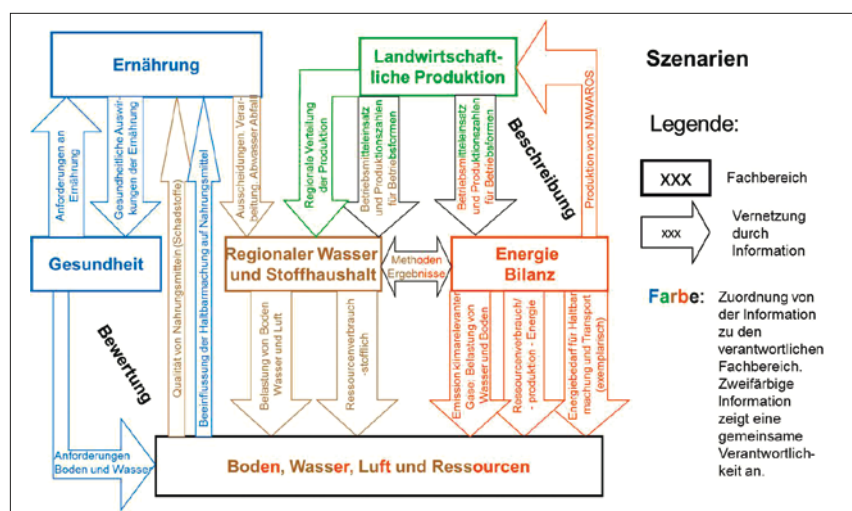 Ernährung
Landwirtschaft-
liche Produktion
Szenarien
Legende:
xxx
Fachbereich
xxx
Vernetzung
durch
Information
Farbe:
Zuordnung von
der Information
zu den
verantwortlichen
Fachbereich.
Zweifärbige
Information
zeigt eine
gemeinsame
Verantwortlich-
keit an.
Anforderungen an
Ernährung
Gesundheitliche Auswir-
kungen der Ernährung
Qualität von Nahrungsmitteln (Schadstoffe)
Beeinflussung der Haltbarmachung auf Nahrungsmittel
Ausscheidungen, Verar-
beitung, Abwasser Abfall
Regionale Verteilung
der Produktion
Betriebsmitteleinsatz
und Produktionszahlen
für Betriebsformen
Betriebsmitteleinsatz
und Produktionszahlen
für Betriebsformen
Beschreibung
Produktion von NAWAROS
Gesundheit
Regionaler Wasser
und Stoffhaushalt
Methoden
Ergebnisse
Energie
Bilanz
Bewertung
Belastung von Boden
Wasser und Luft
Ressourcenverbrauch
-stofflich
Emission klimarelevanter
Gase: Belastung von
Wasser und Boden
Ressourcenverbrauch/
- produktion - Energie
Energiebedarf für Haltbar
machung und Transport
(exemplarisch)
Anforderungen
Boden und Wasser
Boden, Wasser, Luft und Ressourcen